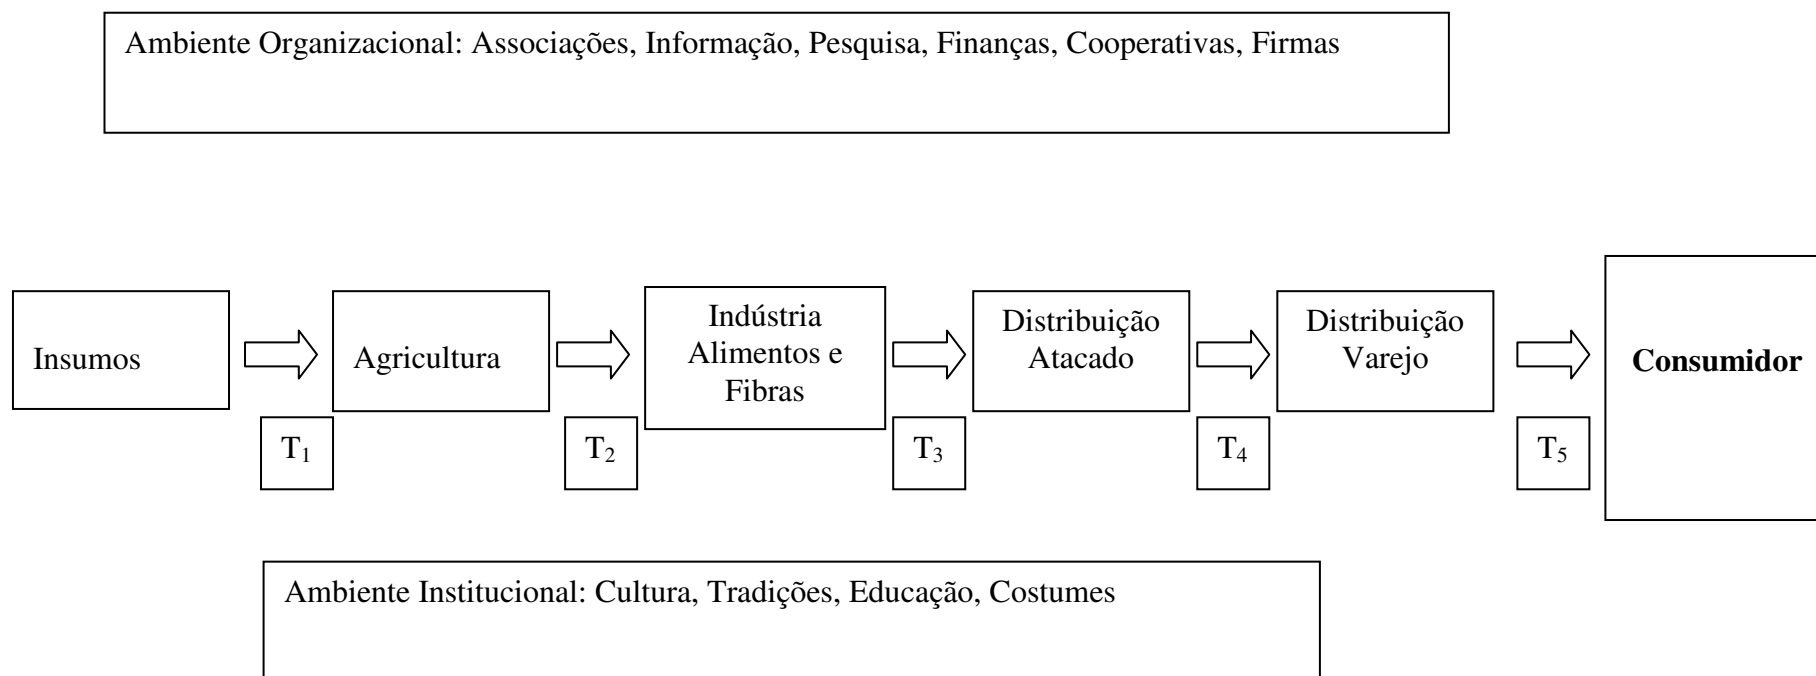 Ambiente Organizacional: Associações, Informação, Pesquisa, Finanças, Cooperativas, Firmas
Insumos
Agricultura
Indústria
Alimentos e
Fibras
Distribuição
Atacado
Distribuição
Varejo
Consumidor
T₁
T₂
T₃
T₄
T₅
Ambiente Institucional: Cultura, Tradições, Educação, Costumes